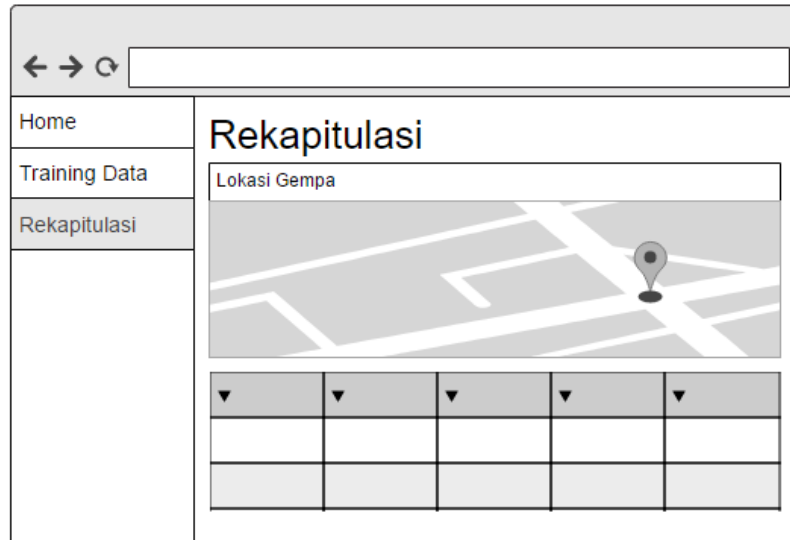 Home
Training Data
Rekapitulasi
Rekapitulasi
Lokasi Gempa